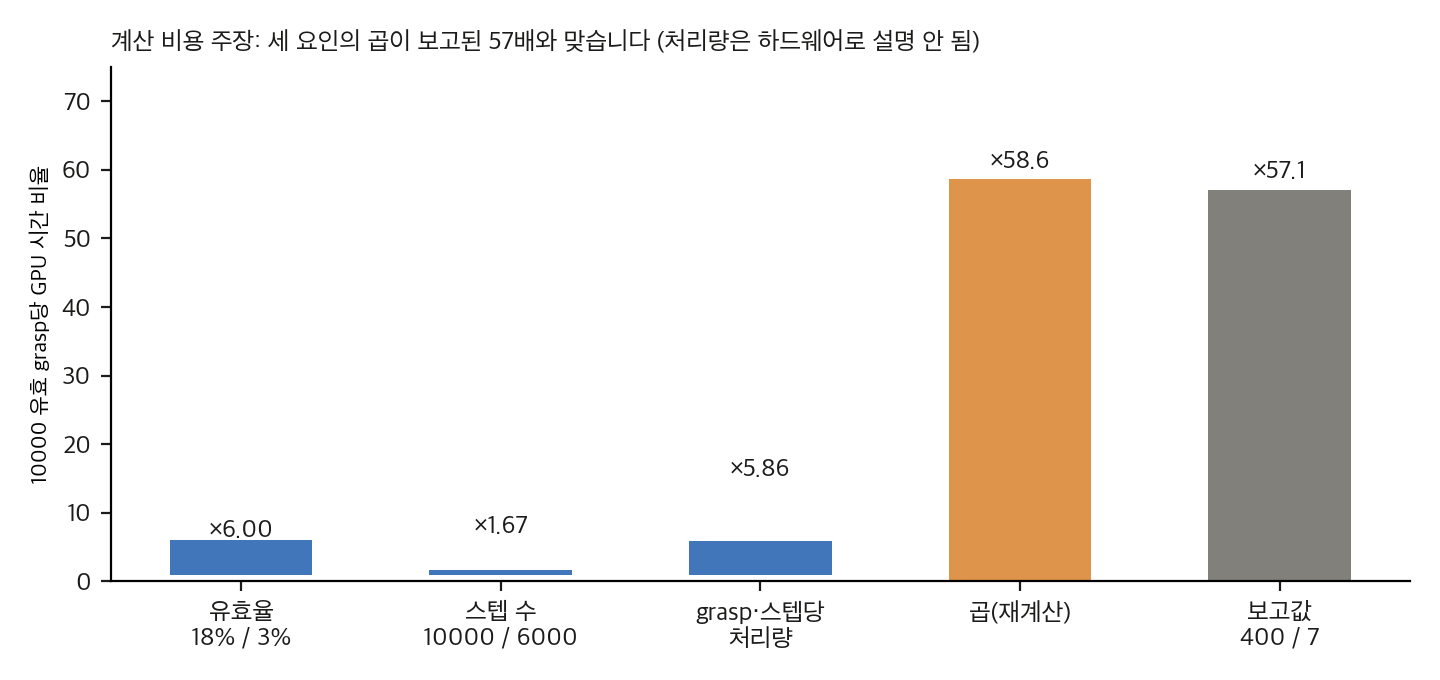 계산 비용 주장: 세 요인의 곱이 보고된 57배와 맞습니다 (처리량은 하드웨어로 설명 안 됨)
10000 유효 grasp당 GPU 시간 비율
70
60
50
40
30
20
10
0
×6.00
×1.67
×5.86
×58.6
×57.1
유효율
18% / 3%
스텝 수
10000 / 6000
grasp·스텝당
처리량
곱(재계산)
보고값
400 / 7